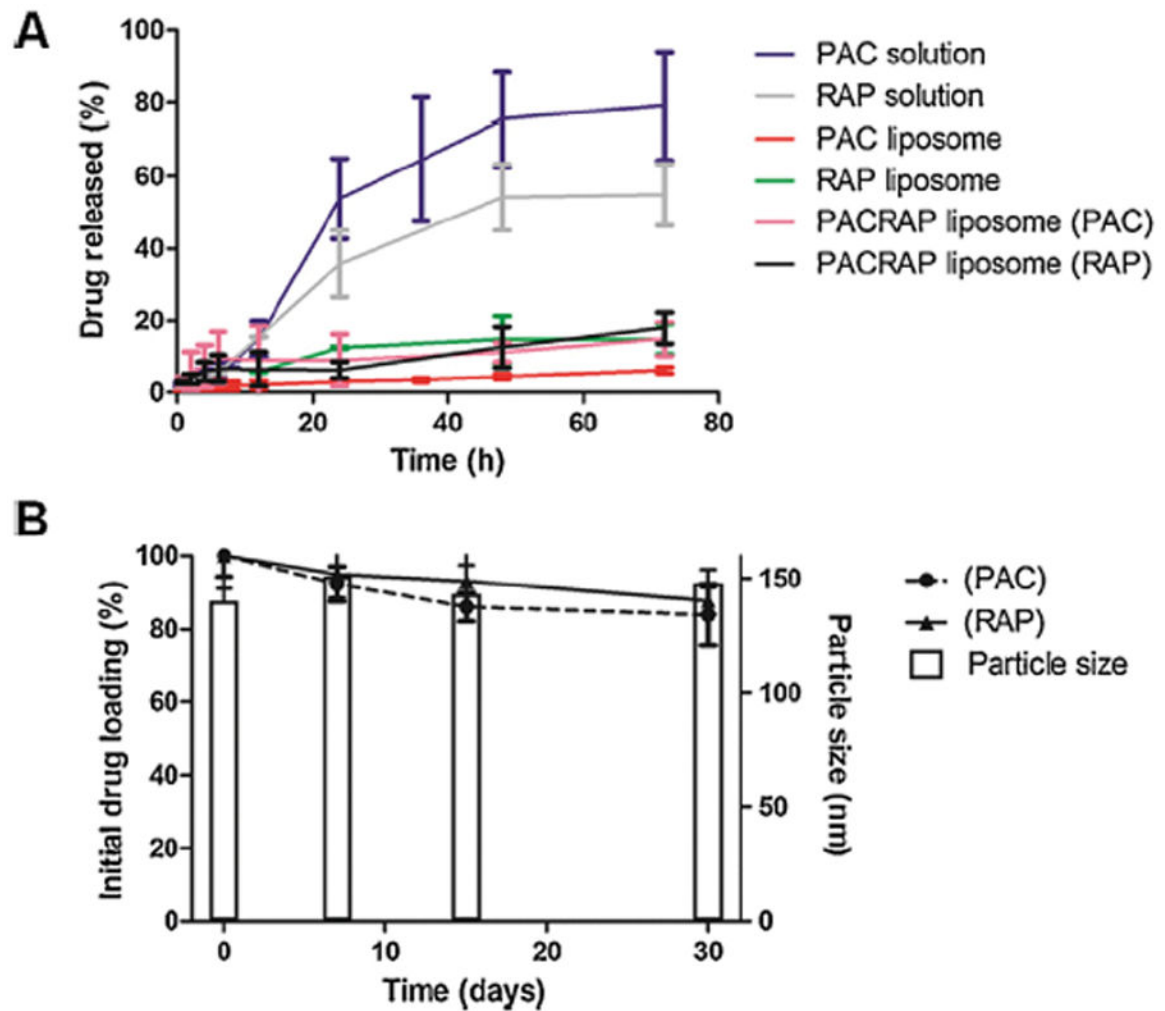 A
100
80
60
40
20
0
Drug released (%)
0 20 40 60 80
Time (h)
PAC solution
RAP solution
PAC liposome
RAP liposome
PACRAP liposome (PAC)
PACRAP liposome (RAP)
B
100
80
60
40
20
0
Initial drug loading (%)
0 10 20 30
Time (days)
150
100
50
0
Particle size (nm)
(PAC)
(RAP)
Particle size